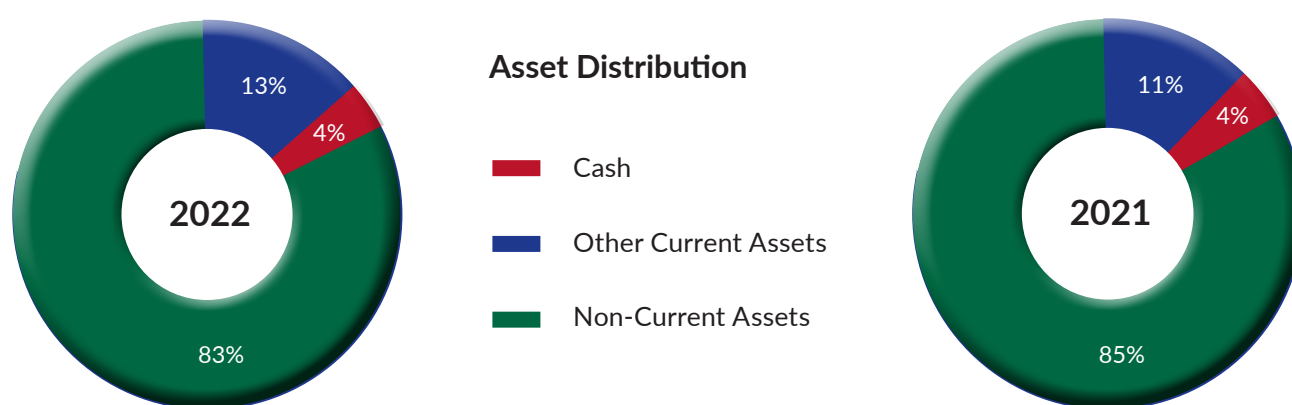 13%
4%
2022
83%
Asset Distribution
Cash
Other Current Assets
Non-Current Assets
11%
4%
2021
85%